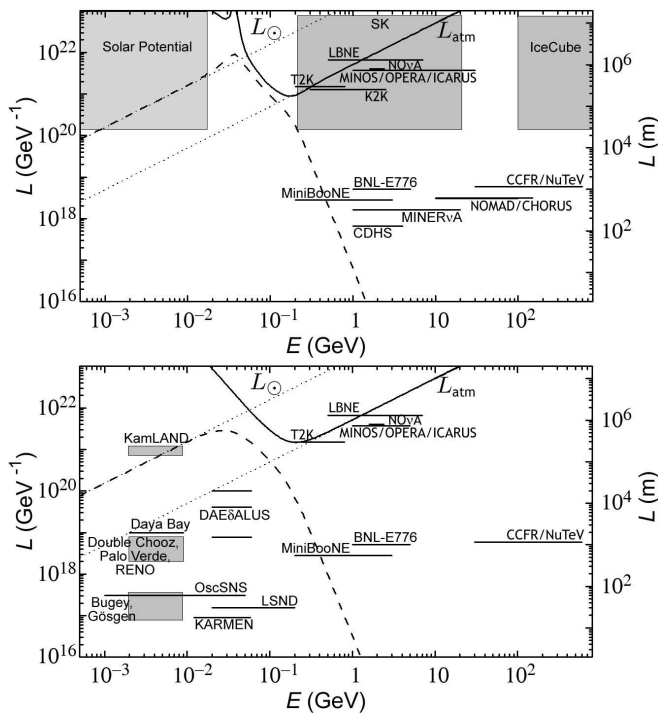 Solar Potential
L☉
SK
L_atm
IceCube
LBNE
NOνA
T2K
MINOS/OPERA/ICARUS
K2K
BNL-E776
MiniBooNE
CCFR/NuTeV
NOMAD/CHORUS
MINERνA
CDHS
10²²
10²⁰
10¹⁸
10¹⁶
L (GeV⁻¹)
10⁶
10⁴
10²
L (m)
10⁻³ 10⁻² 10⁻¹ 1 10 10²
E (GeV)
L☉
L_atm
LBNE
NOνA
T2K
MINOS/OPERA/ICARUS
KamLAND
DAEδALUS
Daya Bay
Double Chooz,
Palo Verde,
RENO
BNL-E776
MiniBooNE
CCFR/NuTeV
OscSNS
Bugey,
Gösgen
LSND
KARMEN
10²²
10²⁰
10¹⁸
10¹⁶
L (GeV⁻¹)
10⁶
10⁴
10²
L (m)
10⁻³ 10⁻² 10⁻¹ 1 10 10²
E (GeV)